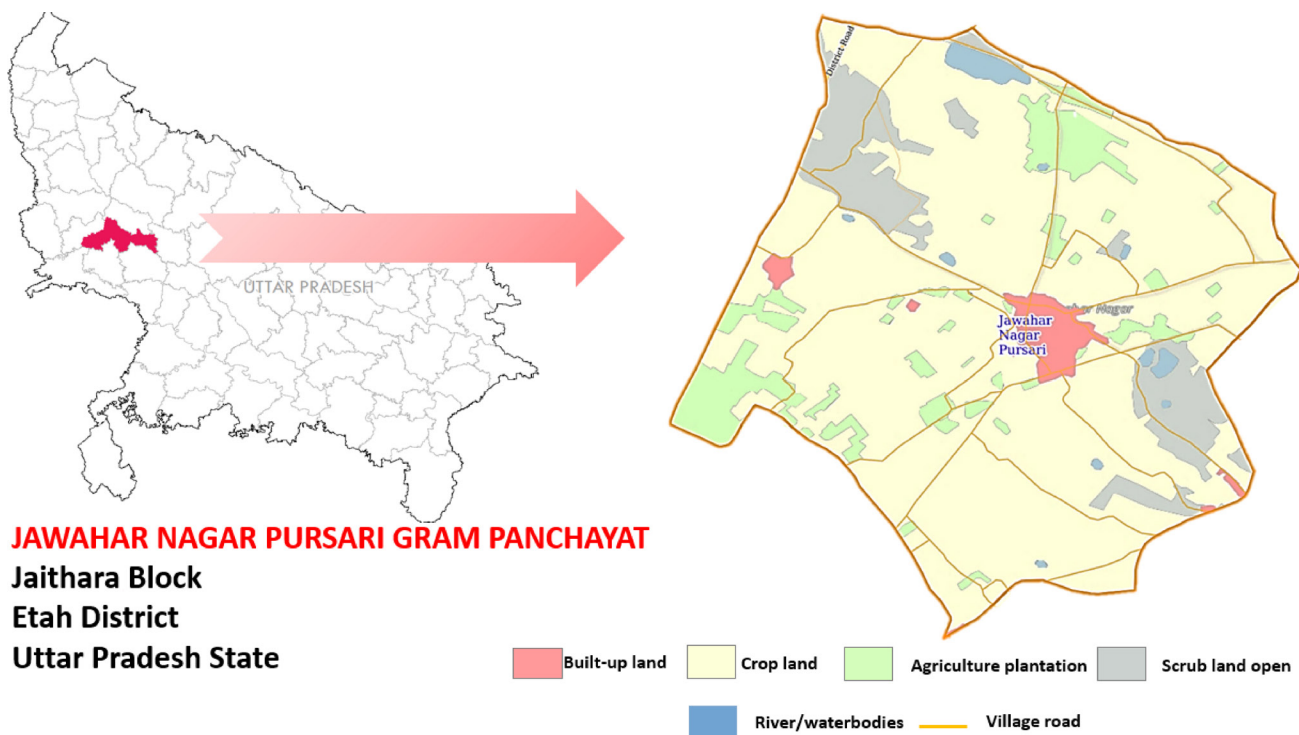 UTTAR PRADESH
JAWAHAR NAGAR PURSARI GRAM PANCHAYAT
Jaithara Block
Etah District
Uttar Pradesh State
District Road
Nagar
Jawahar
Nagar
Pursari
Built-up land
Crop land
Agriculture plantation
Scrub land open
River/waterbodies
Village road